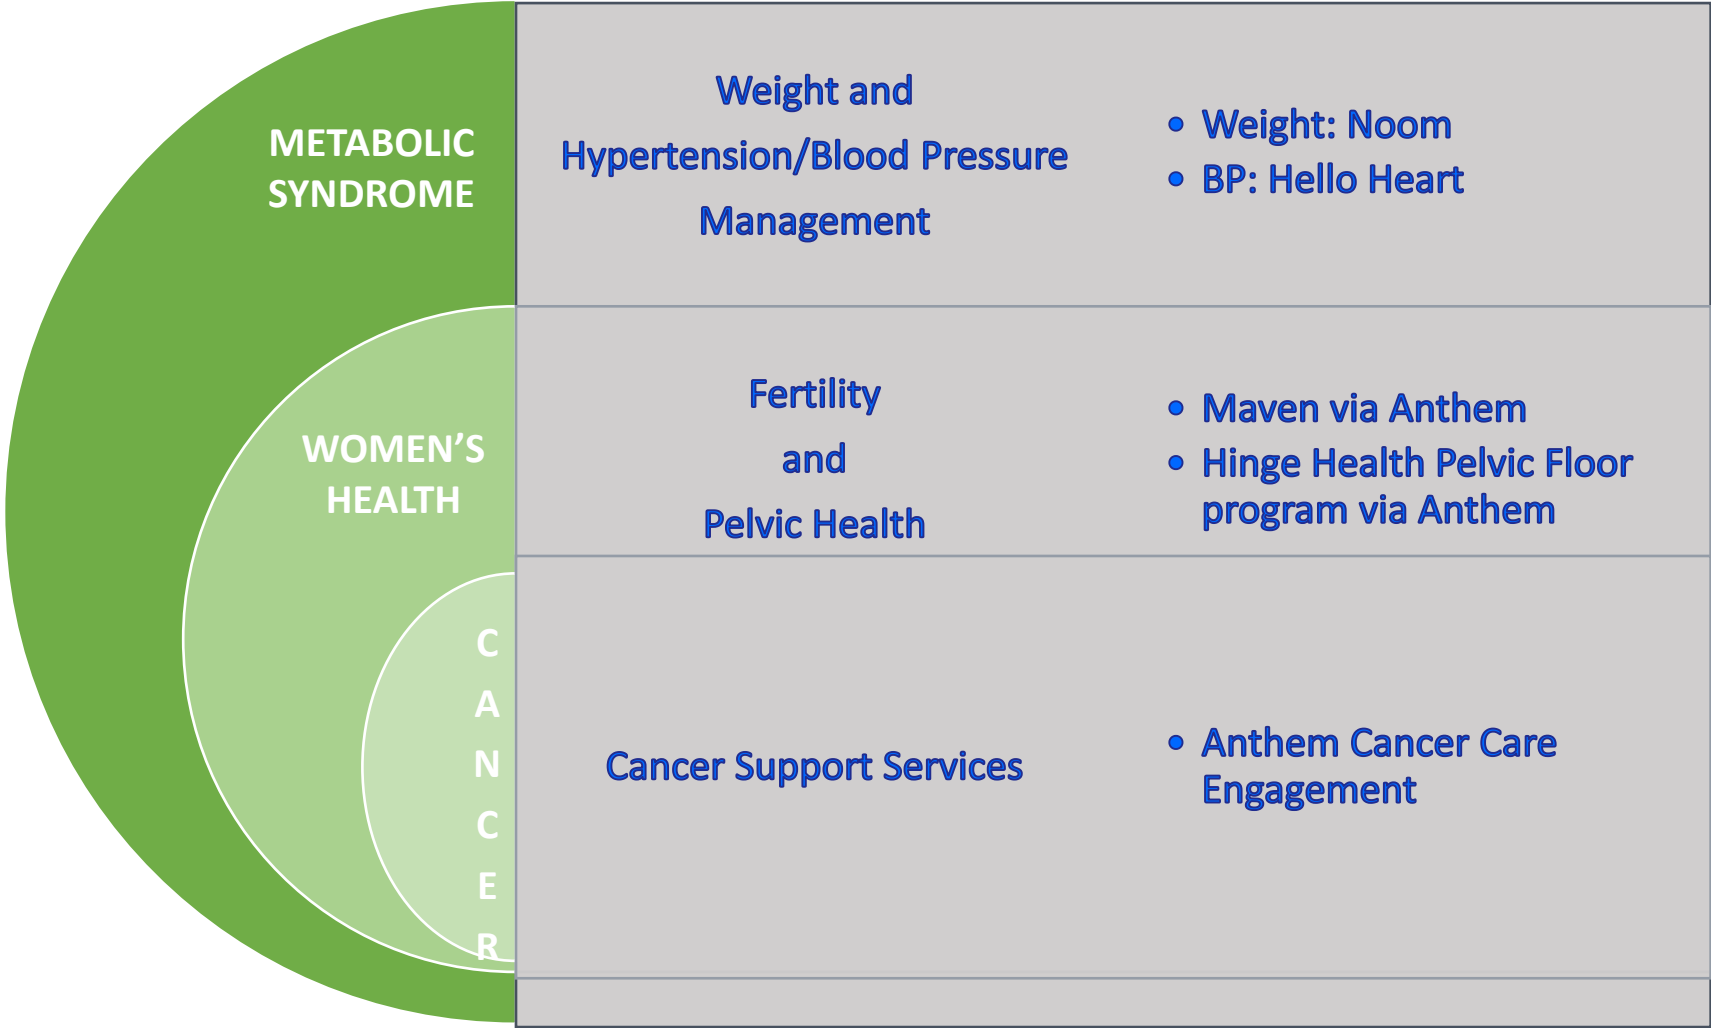 METABOLIC
SYNDROME
Weight and
Hypertension/Blood Pressure
Management
• Weight: Noom
• BP: Hello Heart
WOMEN’S
HEALTH
Fertility
and
Pelvic Health
• Maven via Anthem
• Hinge Health Pelvic Floor
program via Anthem
C
A
N
C
E
R
Cancer Support Services
• Anthem Cancer Care
Engagement